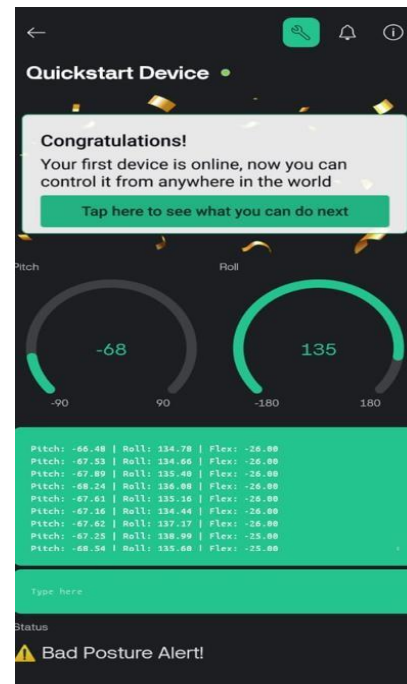 Quickstart Device
Congratulations!
Your first device is online, now you can
control it from anywhere in the world
Tap here to see what you can do next
Pitch
Roll
-68
135
-90
90
-180
180
Pitch: -66.48 | Roll: 134.78 | Flex: -26.00
Pitch: -67.53 | Roll: 134.66 | Flex: -26.00
Pitch: -67.89 | Roll: 135.40 | Flex: -26.00
Pitch: -68.24 | Roll: 136.08 | Flex: -26.00
Pitch: -67.61 | Roll: 135.16 | Flex: -26.00
Pitch: -67.16 | Roll: 134.44 | Flex: -26.00
Pitch: -67.62 | Roll: 137.17 | Flex: -26.00
Pitch: -67.25 | Roll: 138.99 | Flex: -25.00
Pitch: -68.54 | Roll: 135.60 | Flex: -25.00
Type here
Status
Bad Posture Alert!